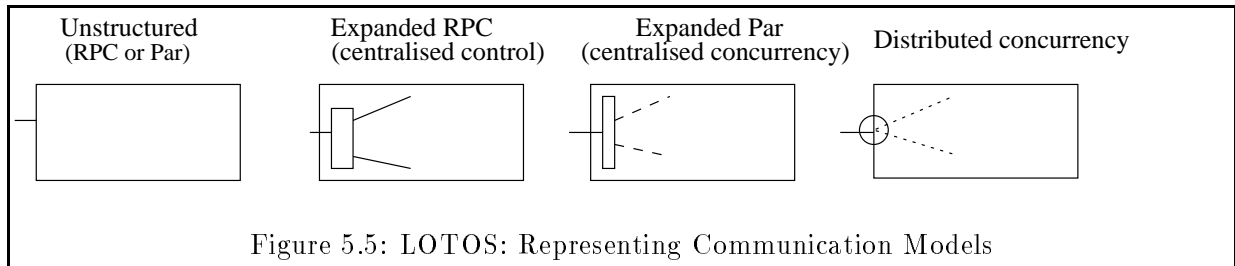 Unstructured
(RPC or Par)
Expanded RPC
(centralised control)
Expanded Par
(centralised concurrency)
Distributed concurrency
Figure 5.5: LOTOS: Representing Communication Models